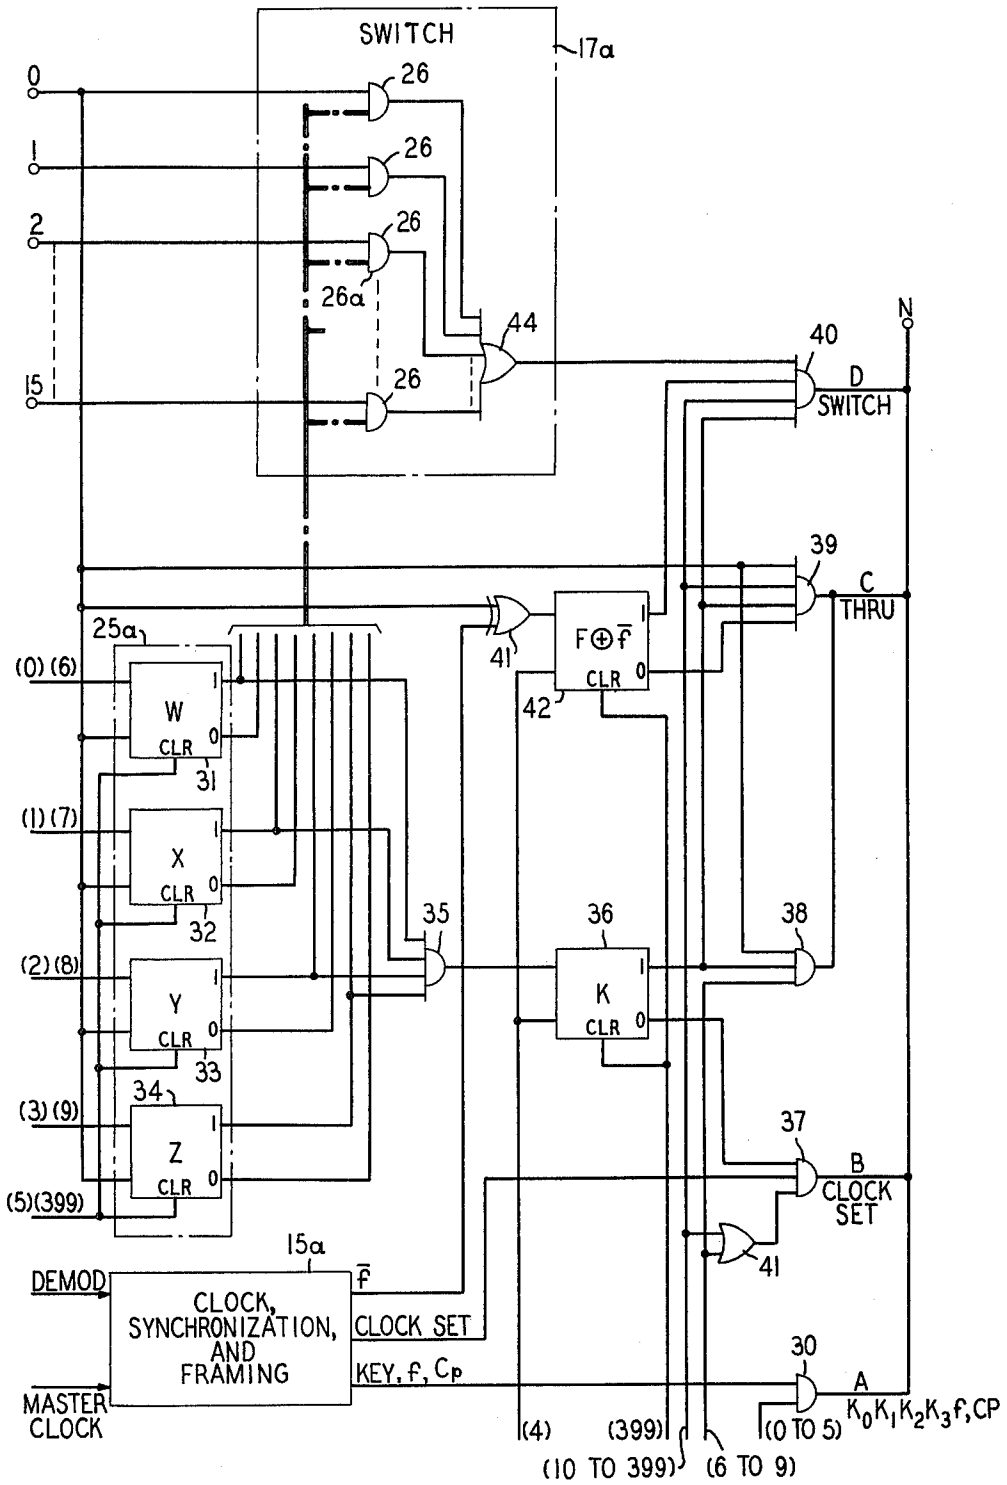 SWITCH
17a
0
26
1
26
2
26
26a
15
26
44
N
40
D
SWITCH
39
C
THRU
41
F⊕f̅
1
0
CLR
42
25a
(0)(6)
W
1
0
CLR
31
(1)(7)
X
1
0
CLR
32
35
36
38
(2)(8)
Y
1
0
CLR
33
K
1
0
CLR
(3)(9)
34
Z
1
0
CLR
(5)(399)
37
B
CLOCK
SET
41
15a
DEMOD
f̅
CLOCK,
SYNCHRONIZATION,
AND
FRAMING
CLOCK SET
KEY, f, Cp
MASTER
CLOCK
30
A
K₀K₁K₂K₃f, CP
(4)
(399)
(0 TO 5)
(10 TO 399)
(6 TO 9)